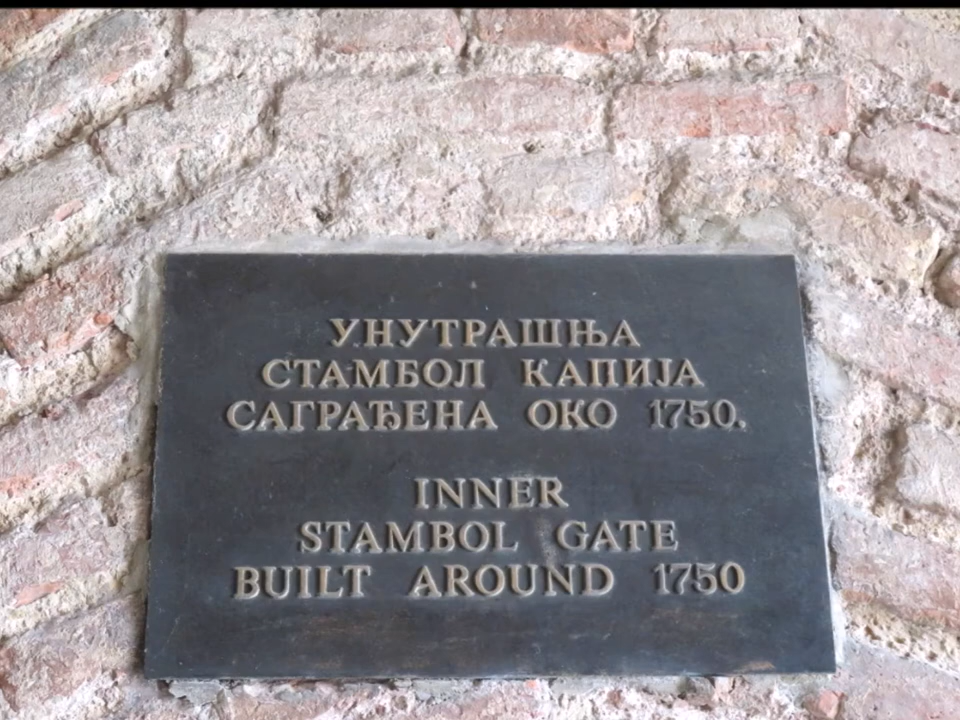 УНУТРАШЊА
СТАМБОЛ КАПИЈА
САГРАЂЕНА ОКО 1750.
INNER
STAMBOL GATE
BUILT AROUND 1750